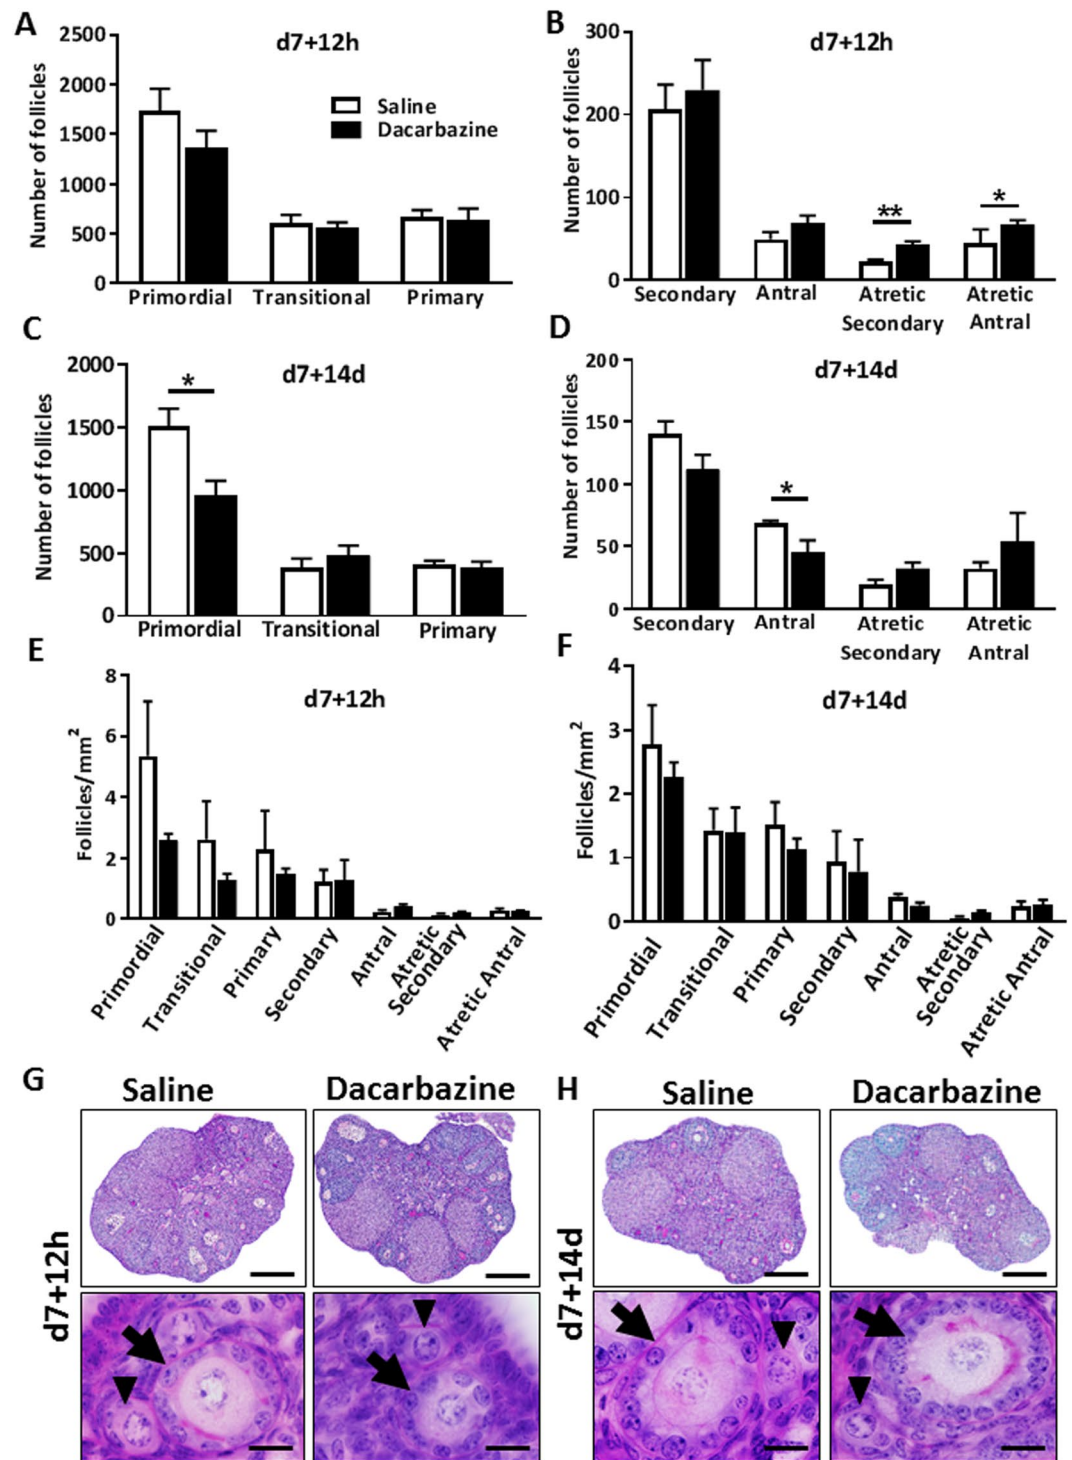 A
d7+12h
Number of follicles
2500
2000
1500
1000
500
0
Saline
Dacarbazine
Primordial Transitional Primary
B
d7+12h
Number of follicles
300
200
100
0
**
*
Secondary Antral Atretic Secondary Atretic Antral
C
d7+14d
Number of follicles
2000
1500
1000
500
0
*
Primordial Transitional Primary
D
d7+14d
Number of follicles
200
150
100
50
0
*
Secondary Antral Atretic Secondary Atretic Antral
E
d7+12h
Follicles/mm²
8
6
4
2
0
Primordial
Transitional
Primary
Secondary
Antral
Atretic
Secondary
Atretic Antral
F
d7+14d
Follicles/mm²
4
3
2
1
0
Primordial
Transitional
Primary
Secondary
Antral
Atretic
Secondary
Atretic Antral
G
Saline Dacarbazine
d7+12h
H
Saline Dacarbazine
d7+14d